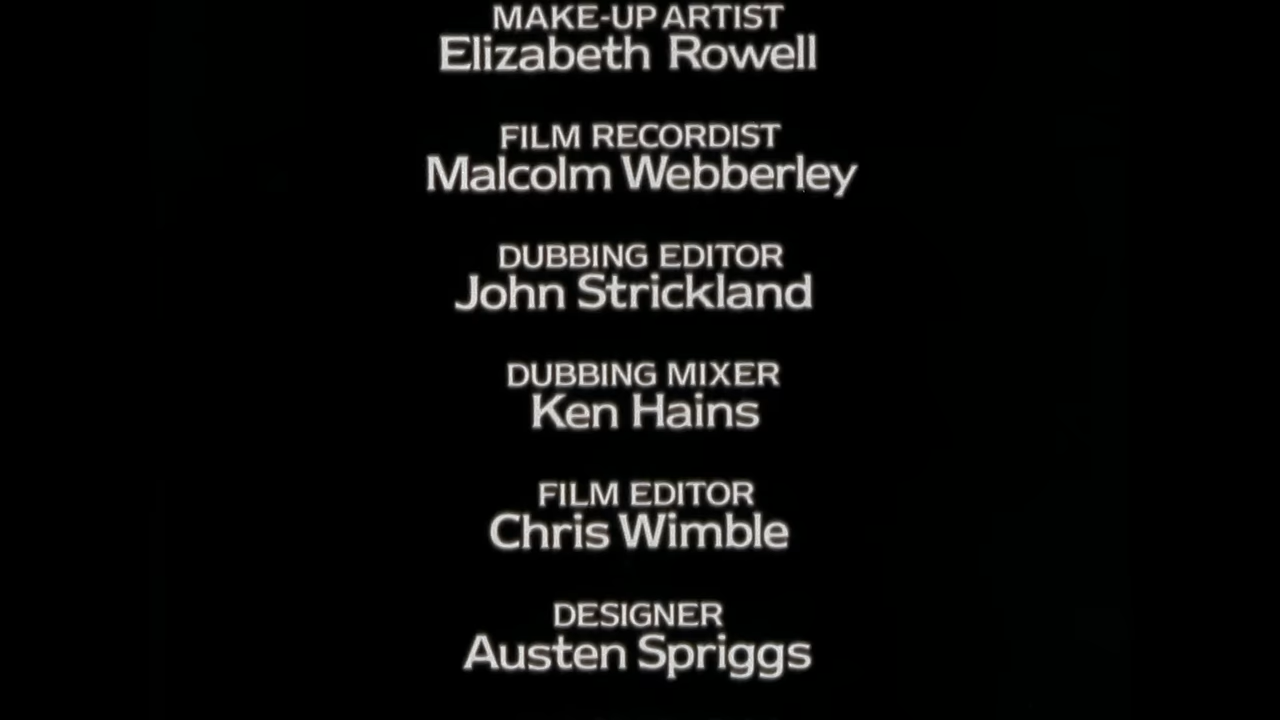 MAKE-UP ARTIST
Elizabeth Rowell
FILM RECORDIST
Malcolm Webberley
DUBBING EDITOR
John Strickland
DUBBING MIXER
Ken Hains
FILM EDITOR
Chris Wimble
DESIGNER
Austen Spriggs